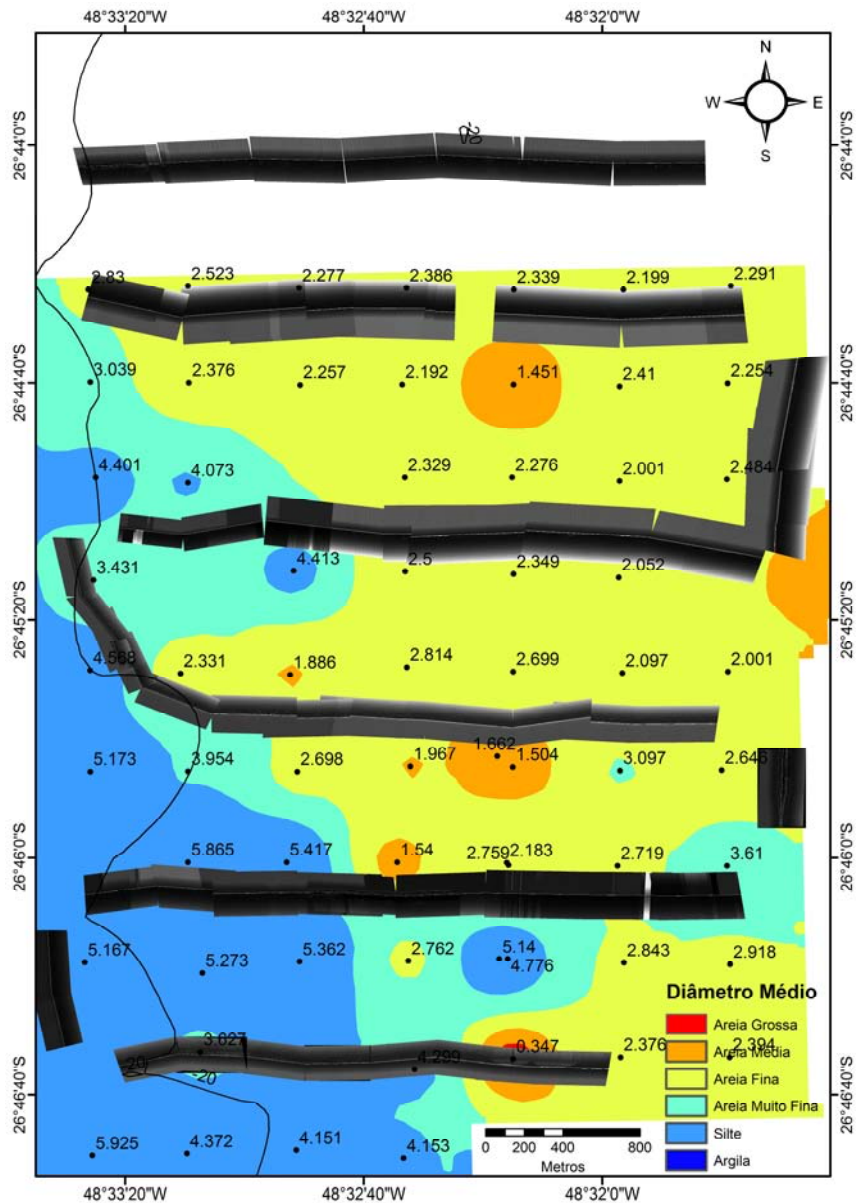 48°33'20"W 48°32'40"W 48°32'0"W
N
W E
S
26°44'0"S 26°44'0"S
-20
2.83 2.523 2.277 2.386 2.339 2.199 2.291
26°44'40"S 26°44'40"S
3.039 2.376 2.257 2.192 1.451 2.41 2.254
4.401 4.073 2.329 2.276 2.001 2.484
3.431 4.413 2.5 2.349 2.052
26°45'20"S 26°45'20"S
4.568 2.331 1.886 2.814 2.699 2.097 2.001
1.662
5.173 3.954 2.698 1.967 1.504 3.097 2.646
26°46'0"S 26°46'0"S
5.865 5.417 1.54 2.759 2.183 2.719 3.61
5.167 5.273 5.362 2.762 5.14 2.843 2.918
4.776
Diâmetro Médio
Areia Grossa
Areia Média
Areia Fina
Areia Muito Fina
Silte
Argila
3.827 4.299 0.347 2.376 2.394
-20 -20
26°46'40"S 26°46'40"S
5.925 4.372 4.151 4.153
0 200 400 800
Metros
48°33'20"W 48°32'40"W 48°32'0"W